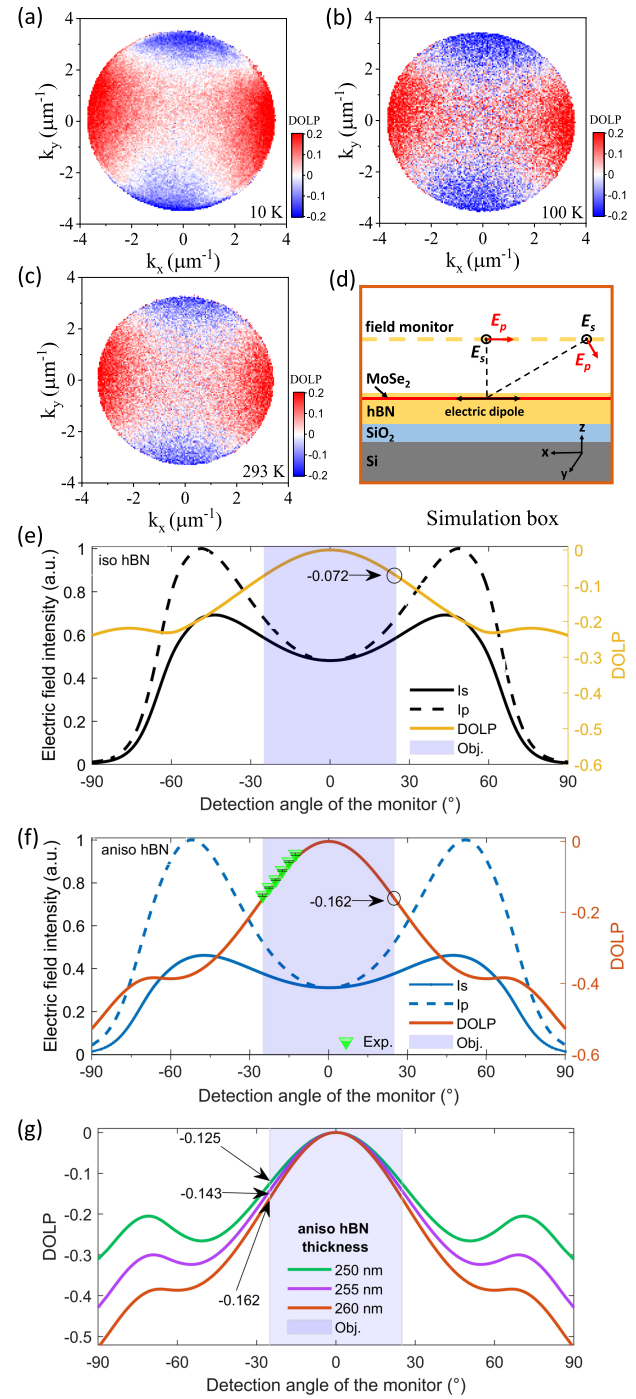 (a)
4
2
0
-2
-4
k_y (μm⁻¹)
-4 -2 0 2 4
k_x (μm⁻¹)
DOLP
0.2
0.1
0
-0.1
-0.2
10 K
(b)
4
2
0
-2
-4
k_y (μm⁻¹)
-4 -2 0 2 4
k_x (μm⁻¹)
DOLP
0.2
0.1
0
-0.1
-0.2
100 K
(c)
4
2
0
-2
-4
k_y (μm⁻¹)
-4 -2 0 2 4
k_x (μm⁻¹)
DOLP
0.2
0.1
0
-0.1
-0.2
293 K
(d)
E_p E_s
field monitor
E_s E_p
MoSe₂
hBN electric dipole
SiO₂
Si
z
x
y
Simulation box
(e)
iso hBN
Electric field intensity (a.u.)
1
0.8
0.6
0.4
0.2
0
-0.072
Is
Ip
DOLP
Obj.
0
-0.1
-0.2
-0.3
-0.4
-0.5
-0.6
DOLP
-90 -60 -30 0 30 60 90
Detection angle of the monitor (°)
(f)
aniso hBN
Electric field intensity (a.u.)
1
0.8
0.6
0.4
0.2
0
-0.162
Is
Ip
DOLP
Exp. Obj.
0
-0.2
-0.4
-0.6
DOLP
-90 -60 -30 0 30 60 90
Detection angle of the monitor (°)
(g)
DOLP
0
-0.1
-0.2
-0.3
-0.4
-0.5
-0.125
-0.143
-0.162
aniso hBN
thickness
250 nm
255 nm
260 nm
Obj.
-90 -60 -30 0 30 60 90
Detection angle of the monitor (°)